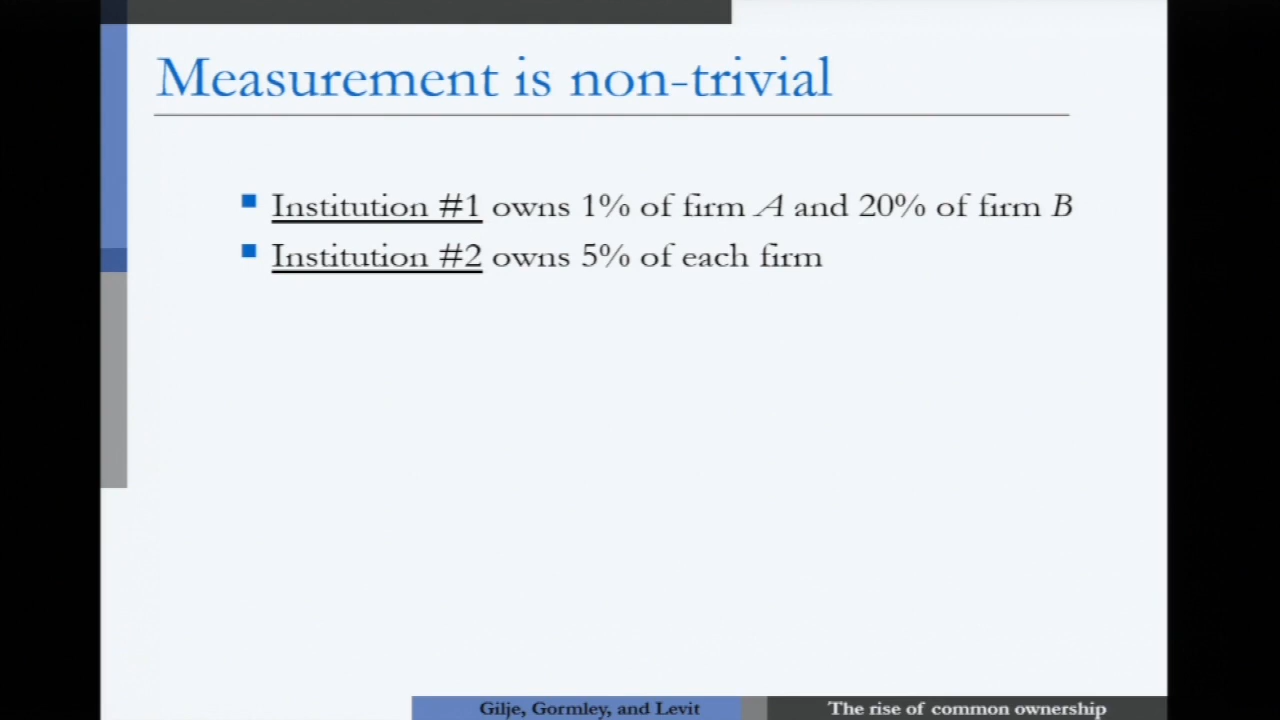 Measurement is non-trivial
Institution #1 owns 1% of firm A and 20% of firm B
Institution #2 owns 5% of each firm
Gilje, Gormley, and Levit
The rise of common ownership